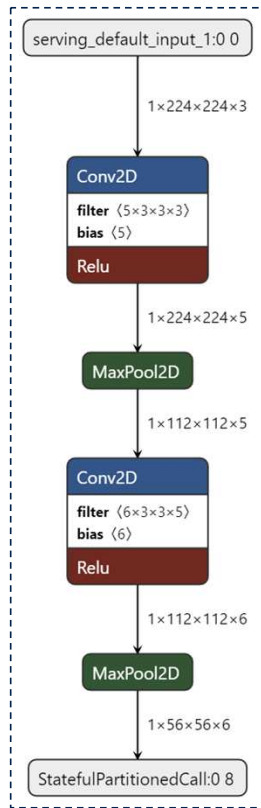 serving_default_input_1:0 0
1×224×224×3
Conv2D
filter ⟨5×3×3×3⟩
bias ⟨5⟩
Relu
1×224×224×5
MaxPool2D
1×112×112×5
Conv2D
filter ⟨6×3×3×5⟩
bias ⟨6⟩
Relu
1×112×112×6
MaxPool2D
1×56×56×6
StatefulPartitionedCall:0 8